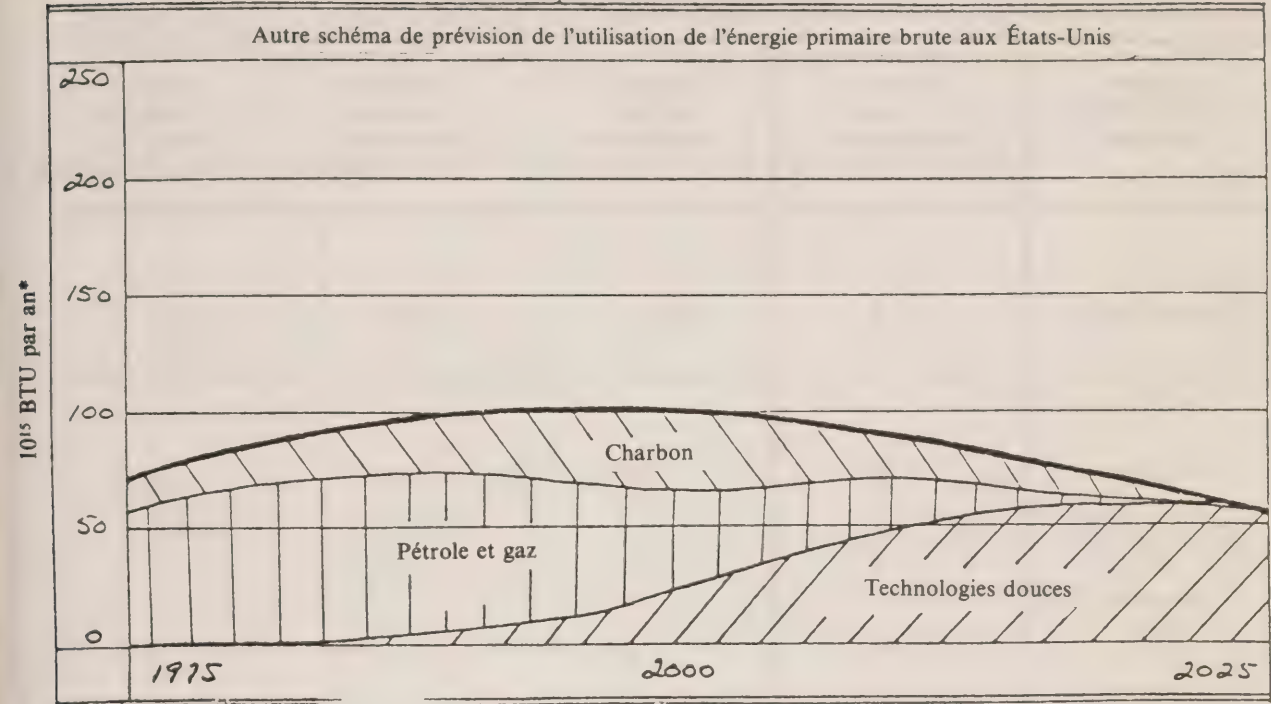 Autre schéma de prévision de l'utilisation de l'énergie primaire brute aux États-Unis
10¹⁵ BTU par an*
250
200
150
100
50
0
Charbon
Pétrole et gaz
Technologies douces
1975
2000
2025